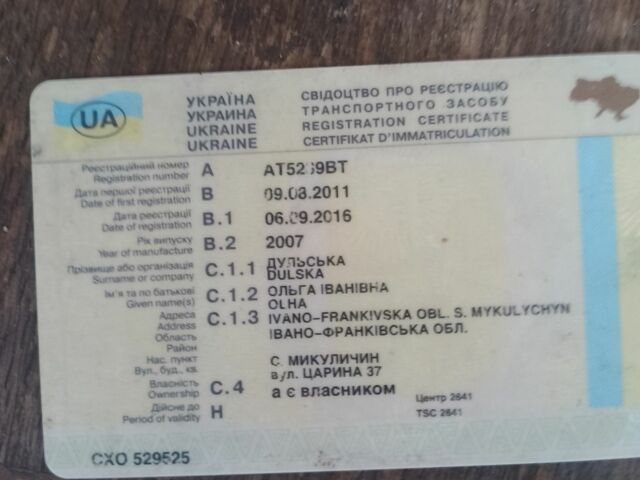 UA
УКРАЇНА
УКРАИНА
UKRAINE
UKRAINE
СВІДОЦТВО ПРО РЕЄСТРАЦІЮ
ТРАНСПОРТНОГО ЗАСОБУ
REGISTRATION CERTIFICATE
CERTIFIKAT D'IMMATRICULATION
Реєстраційний номер
Registration number
A
Дата першої реєстрації
Date of first registration
B
09.08.2011
Дата реєстрації
Date of registration
B.1
06.09.2016
Рік випуску
Year of manufacture
B.2
2007
Прізвище або організація
Surname or company
C.1.1
ДУЛЬСЬКА
DULSKA
Ім'я та по батькові
Given name(s)
C.1.2
ОЛЬГА ІВАНІВНА
OLHA
Адреса
Address
Область
Район
Нас. пункт
Вул., буд., кв.
C.1.3
IVANO-FRANKIVSKA OBL. S. MYKULYCHYN
ІВАНО-ФРАНКІВСЬКА ОБЛ.
С. МИКУЛИЧИН
вул. ЦАРИНА 37
Власність
Ownership
C.4
а є власником
Дійсне до
Period of validity
H
Центр 2641
TSC 2641
СХО 529525